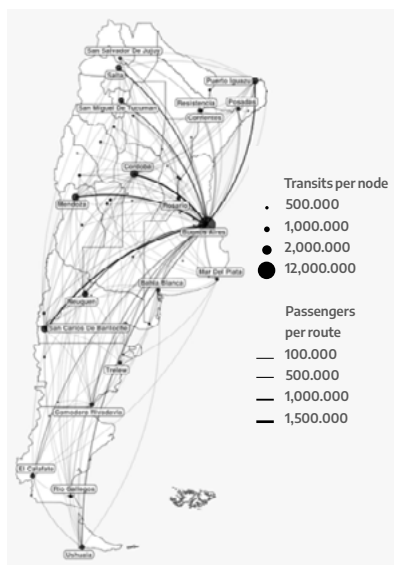 San Salvador De Jujuy
Salta
Puerto Iguazu
San Miguel De Tucuman
Resistencia
Posadas
Corrientes
Cordoba
Mendoza
Rosario
Buenos Aires
Mar Del Plata
Bahia Blanca
Neuquen
San Carlos De Bariloche
Trelew
Comodoro Rivadavia
El Calafate
Rio Gallegos
Ushuaia
Transits per node
500.000
1,000.000
2,000.000
12,000.000
Passengers
per route
100.000
500.000
1,000.000
1,500.000